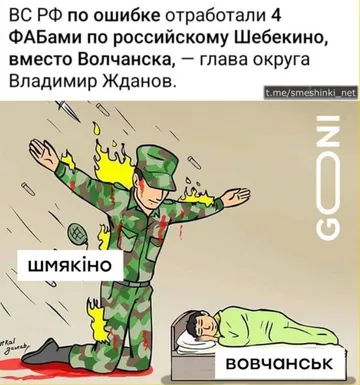 ВС РФ по ошибке отработали 4
ФАБами по российскому Шебекино,
вместо Волчанска, — глава округа
Владимир Жданов.
t.me/smeshinki_net
GONI
шмякіно
вовчанськ